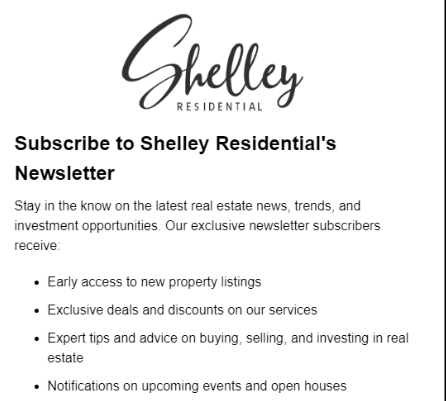 Shelley
RESIDENTIAL
Subscribe to Shelley Residential's
Newsletter
Stay in the know on the latest real estate news, trends, and
investment opportunities. Our exclusive newsletter subscribers
receive:
• Early access to new property listings
• Exclusive deals and discounts on our services
• Expert tips and advice on buying, selling, and investing in real
estate
• Notifications on upcoming events and open houses